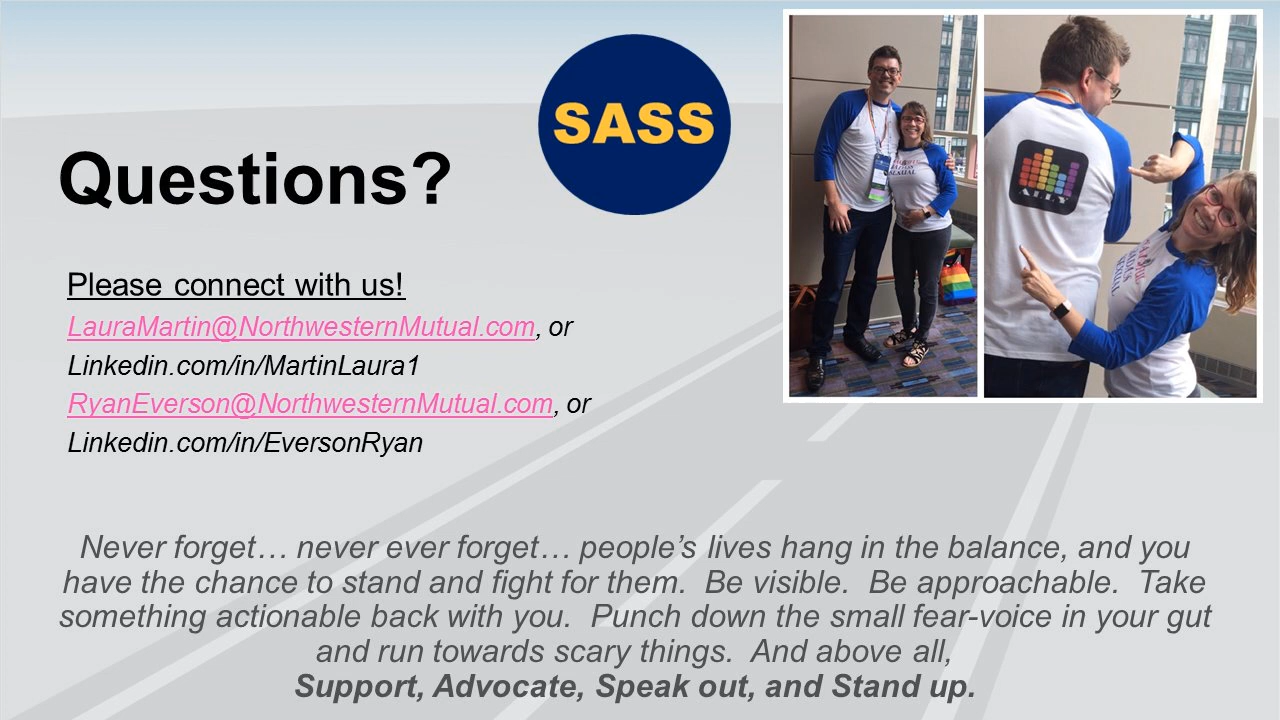 SASS
Questions?
Please connect with us!
LauraMartin@NorthwesternMutual.com, or
Linkedin.com/in/MartinLaura1
RyanEverson@NorthwesternMutual.com, or
Linkedin.com/in/EversonRyan
ALLY
Never forget… never ever forget… people’s lives hang in the balance, and you
have the chance to stand and fight for them.  Be visible.  Be approachable.  Take
something actionable back with you.  Punch down the small fear-voice in your gut
and run towards scary things.  And above all,
Support, Advocate, Speak out, and Stand up.